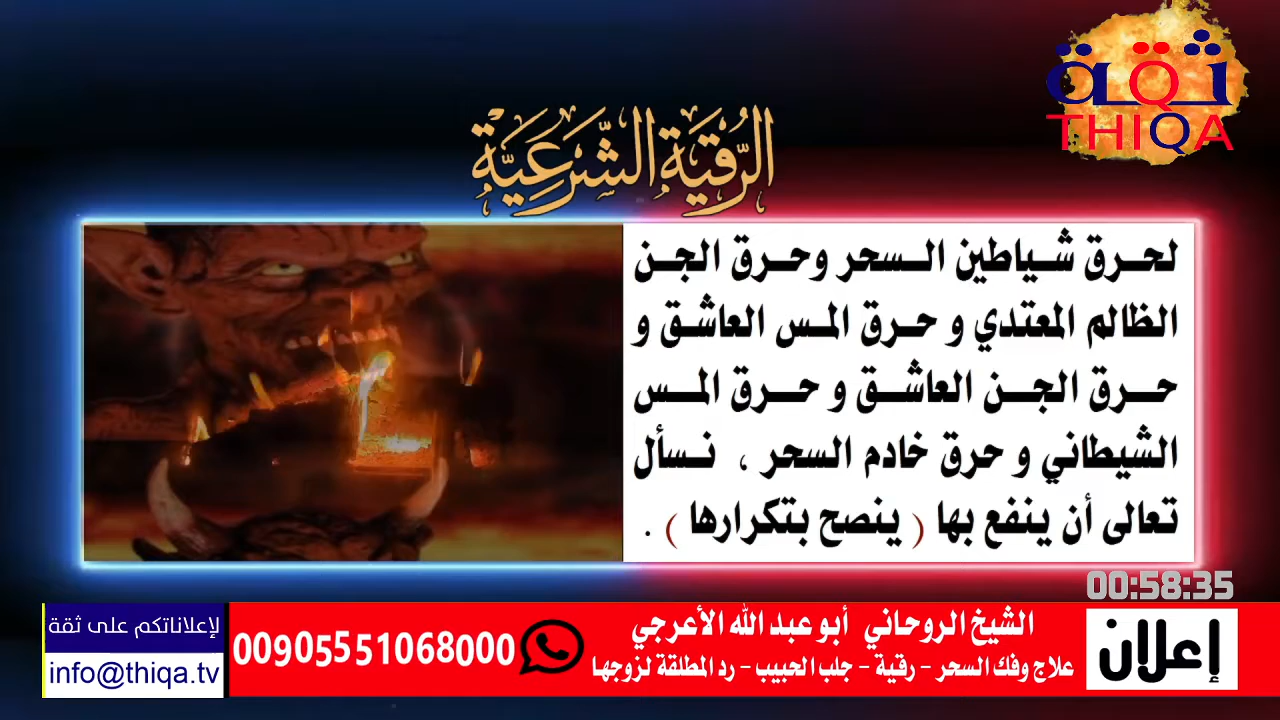 ثقة
THIQA
الرُّقيَة الشَّرَعِيَّة
لحرق شياطين السحر وحرق الجن
الظالم المعتدي و حرق المس العاشق و
حرق الجن العاشق و حرق المس
الشيطاني و حرق خادم السحر ، نسأل
تعالى أن ينفع بها ( ينصح بتكرارها ) .
00:58:35
إعلان
الشيخ الروحاني أبو عبد الله الأعرجي
علاج وفك السحر - رقية - جلب الحبيب - رد المطلقة لزوجها
00905551068000
لإعلاناتكم على ثقة
info@thiqa.tv